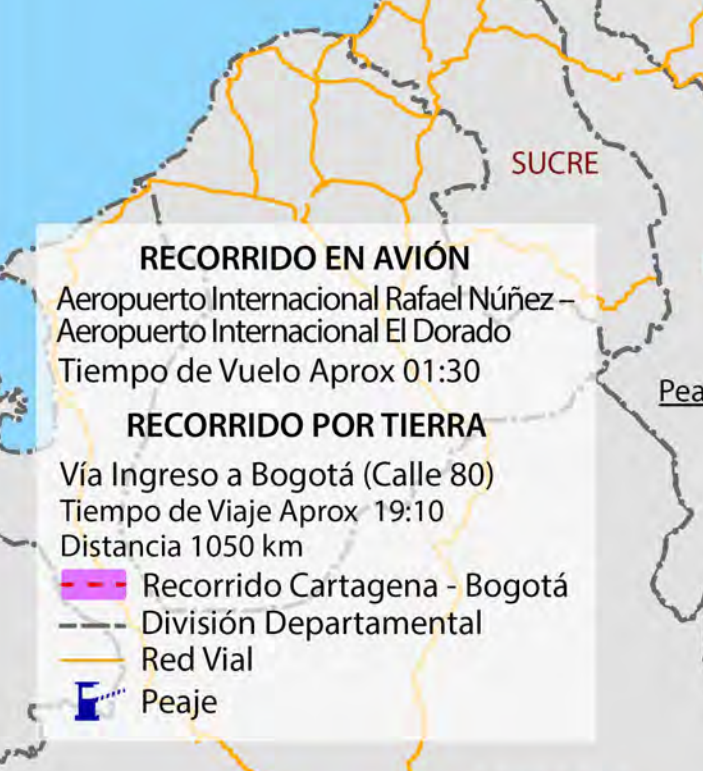 SUCRE
RECORRIDO EN AVIÓN
Aeropuerto Internacional Rafael Núñez –
Aeropuerto Internacional El Dorado
Tiempo de Vuelo Aprox 01:30
RECORRIDO POR TIERRA
Vía Ingreso a Bogotá (Calle 80)
Tiempo de Viaje Aprox 19:10
Distancia 1050 km
Recorrido Cartagena - Bogotá
División Departamental
Red Vial
Peaje